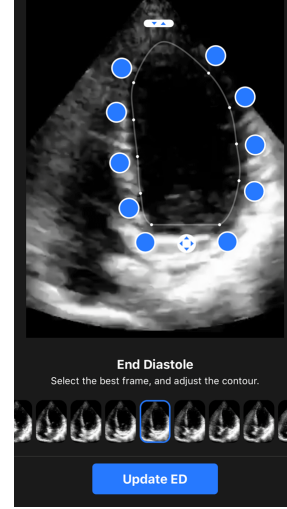 End Diastole
Select the best frame, and adjust the contour.
Update ED